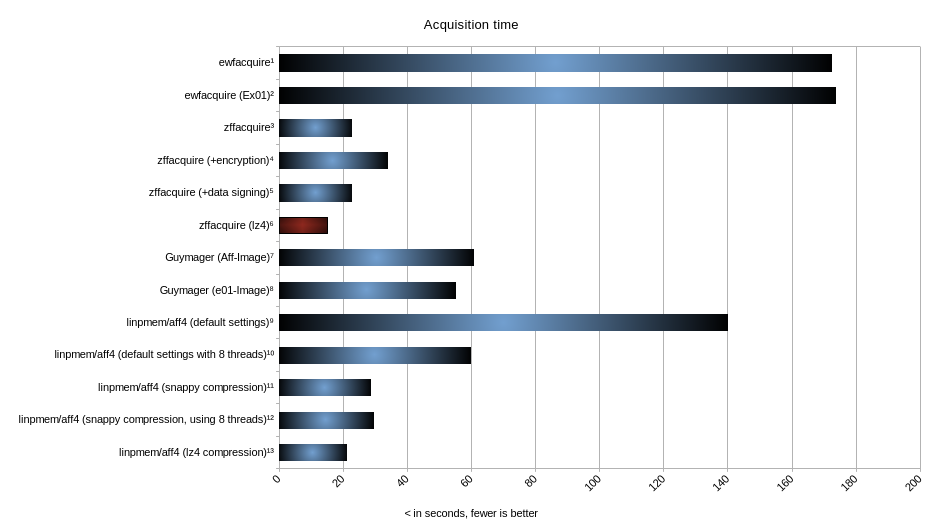 Acquisition time
ewfacquire¹
ewfacquire (Ex01)²
zffacquire³
zffacquire (+encryption)⁴
zffacquire (+data signing)⁵
zffacquire (lz4)⁶
Guymager (Aff-Image)⁷
Guymager (e01-Image)⁸
linpmem/aff4 (default settings)⁹
linpmem/aff4 (default settings with 8 threads)¹⁰
linpmem/aff4 (snappy compression)¹¹
linpmem/aff4 (snappy compression, using 8 threads)¹²
linpmem/aff4 (lz4 compression)¹³
0 20 40 60 80 100 120 140 160 180 200
< in seconds, fewer is better